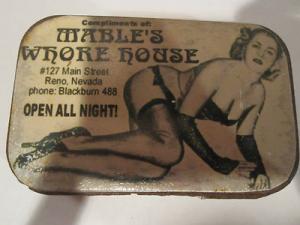 Compliments of:
MABLE'S
WHORE HOUSE
#127 Main Street
Reno, Nevada
phone: Blackburn 488
OPEN ALL NIGHT!